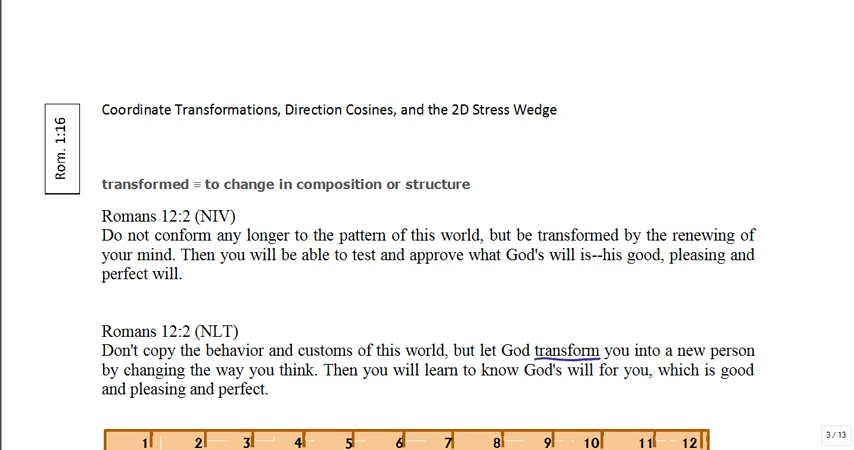 Coordinate Transformations, Direction Cosines, and the 2D Stress Wedge
Rom. 1:16
transformed ≡ to change in composition or structure
Romans 12:2 (NIV)
Do not conform any longer to the pattern of this world, but be transformed by the renewing of
your mind. Then you will be able to test and approve what God's will is--his good, pleasing and
perfect will.
Romans 12:2 (NLT)
Don't copy the behavior and customs of this world, but let God transform you into a new person
by changing the way you think. Then you will learn to know God's will for you, which is good
and pleasing and perfect.
1 2 3 4 5 6 7 8 9 10 11 12
3 / 13